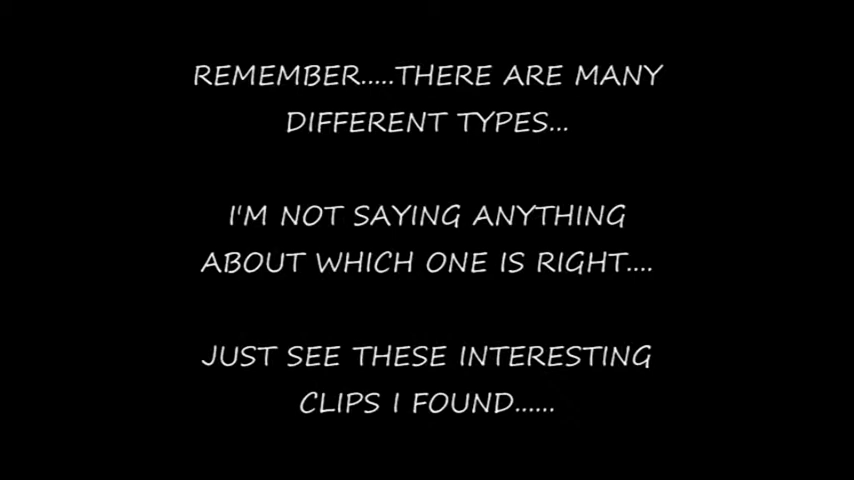 REMEMBER.....THERE ARE MANY
DIFFERENT TYPES...
I'M NOT SAYING ANYTHING
ABOUT WHICH ONE IS RIGHT....
JUST SEE THESE INTERESTING
CLIPS I FOUND......